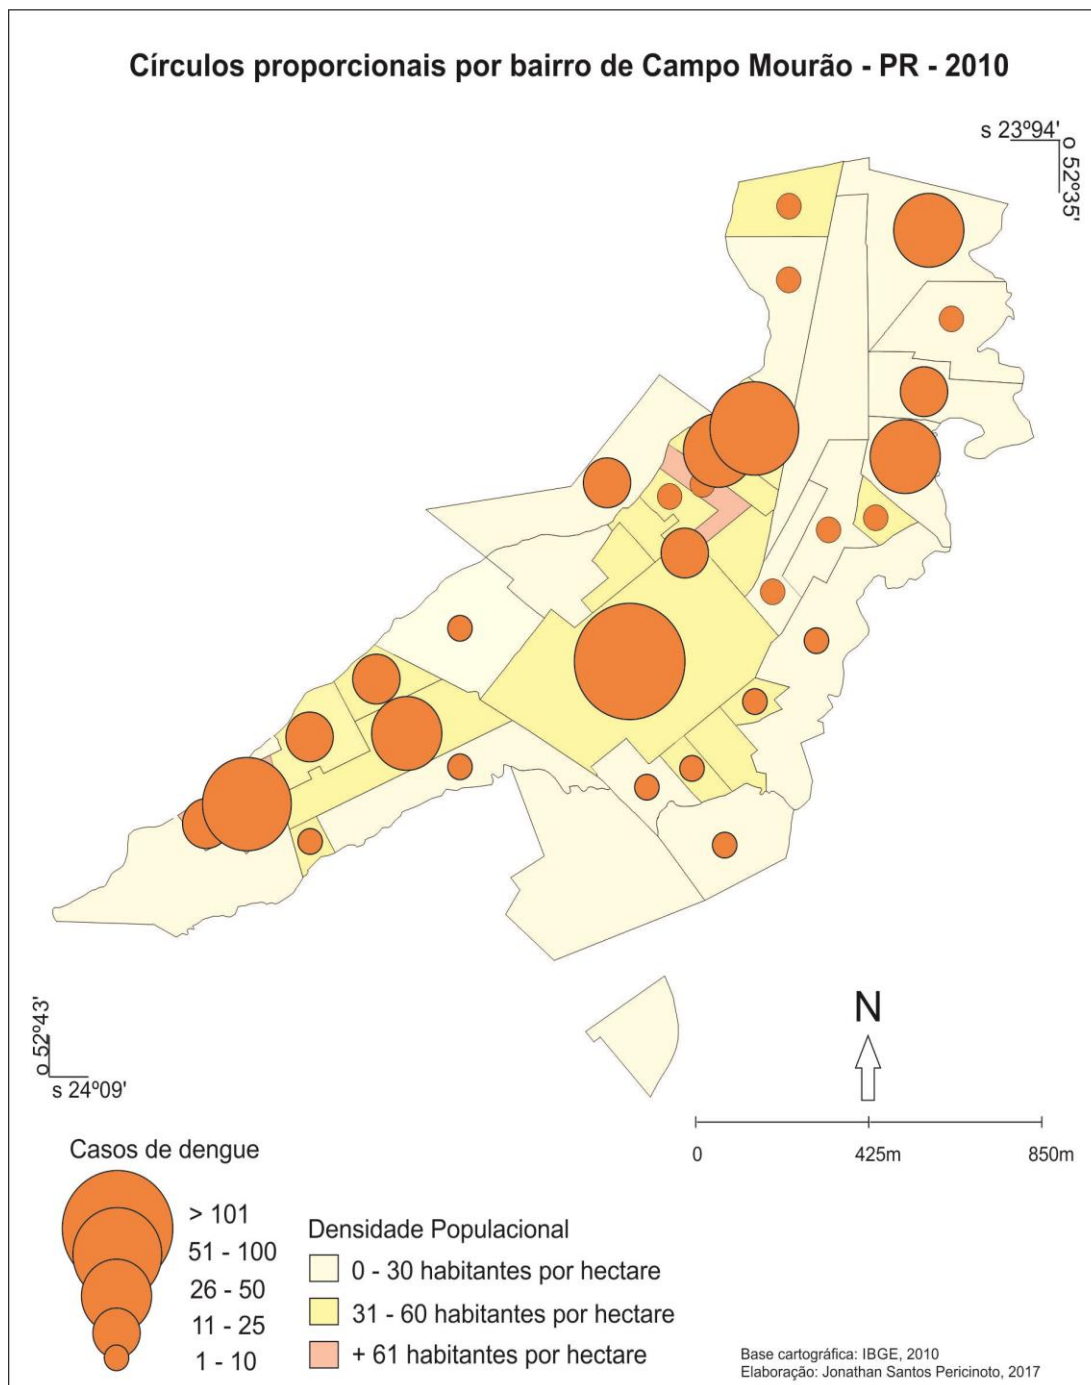 Círculos proporcionais por bairro de Campo Mourão - PR - 2010
s 23º94'
o 52º35'
o 52º43'
s 24º09'
N
0 425m 850m
Casos de dengue
> 101
51 - 100
26 - 50
11 - 25
1 - 10
Densidade Populacional
0 - 30 habitantes por hectare
31 - 60 habitantes por hectare
+ 61 habitantes por hectare
Base cartográfica: IBGE, 2010
Elaboração: Jonathan Santos Pericinoto, 2017